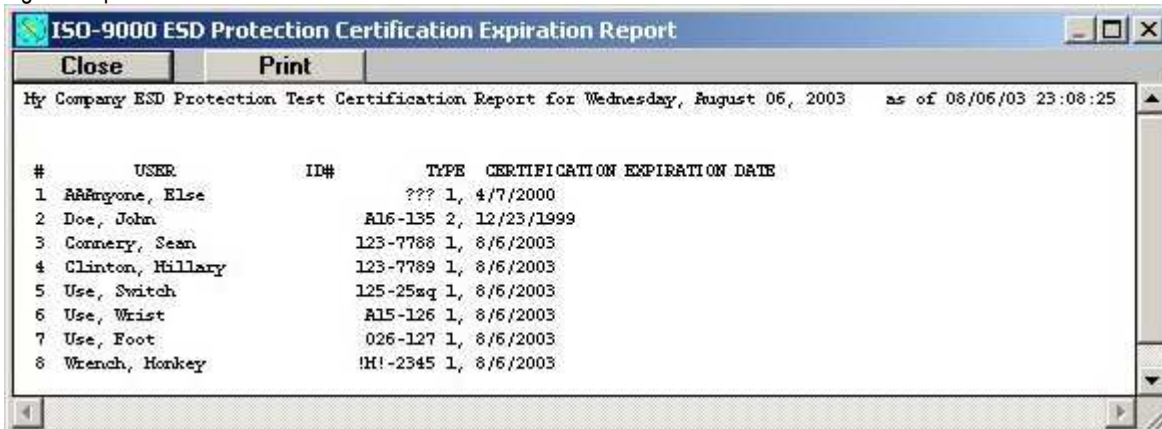 ISO-9000 ESD Protection Certification Expiration Report
Close Print
My Company ESD Protection Test Certification Report for Wednesday, August 06, 2003 as of 08/06/03 23:08:25
# USER ID# TYPE CERTIFICATION EXPIRATION DATE
1 AAAnyone, Else ??? 1, 4/7/2000
2 Doe, John A16-135 2, 12/23/1999
3 Connery, Sean 123-7788 1, 8/6/2003
4 Clinton, Hillary 123-7789 1, 8/6/2003
5 Use, Switch 125-25sq 1, 8/6/2003
6 Use, Wrist A15-126 1, 8/6/2003
7 Use, Foot 026-127 1, 8/6/2003
8 Wrench, Monkey !M!-2345 1, 8/6/2003